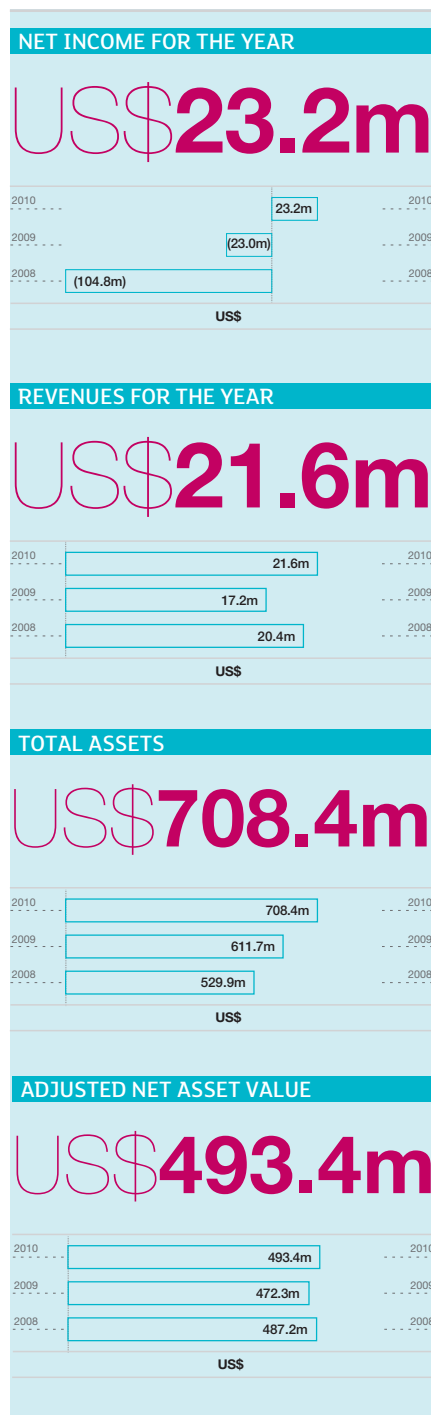 NET INCOME FOR THE YEAR
US$23.2m
2010 23.2m 2010
2009 (23.0m) 2009
2008 (104.8m) 2008
US$
REVENUES FOR THE YEAR
US$21.6m
2010 21.6m 2010
2009 17.2m 2009
2008 20.4m 2008
US$
TOTAL ASSETS
US$708.4m
2010 708.4m 2010
2009 611.7m 2009
2008 529.9m 2008
US$
ADJUSTED NET ASSET VALUE
US$493.4m
2010 493.4m 2010
2009 472.3m 2009
2008 487.2m 2008
US$